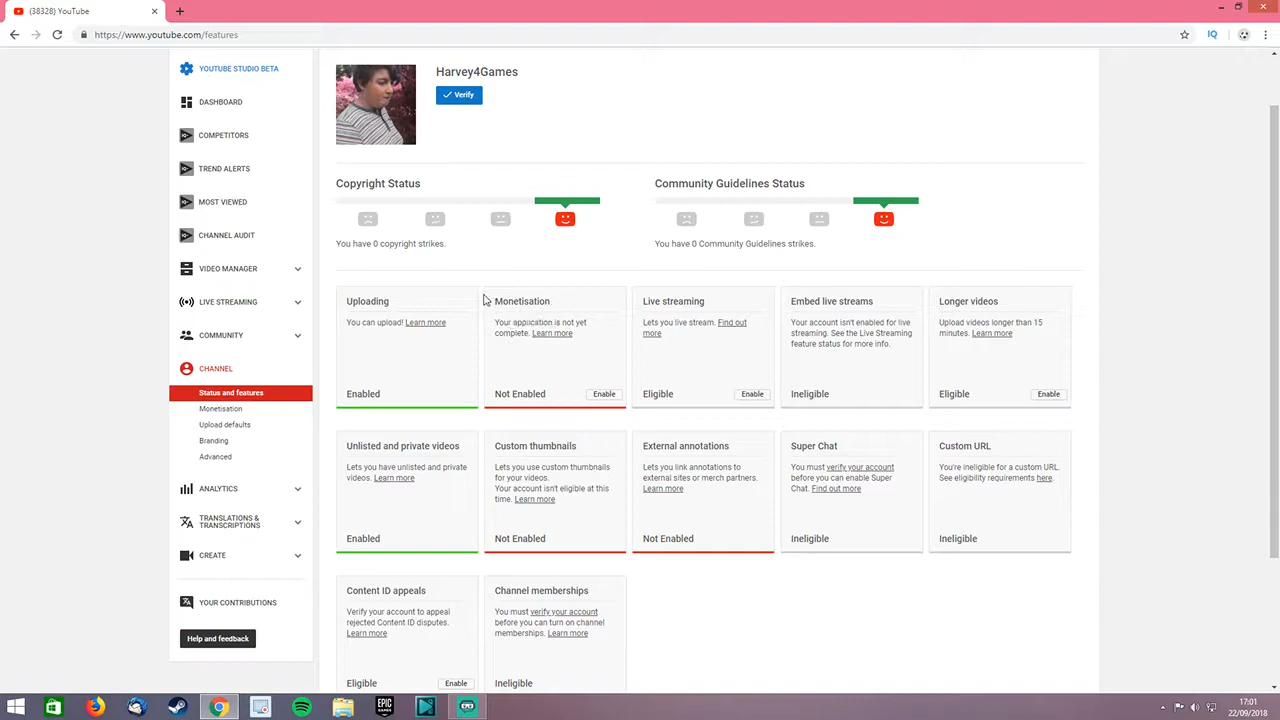 (38328) YouTube
https://www.youtube.com/features
IQ
YOUTUBE STUDIO BETA
DASHBOARD
COMPETITORS
TREND ALERTS
MOST VIEWED
CHANNEL AUDIT
VIDEO MANAGER
LIVE STREAMING
COMMUNITY
CHANNEL
Status and features
Monetisation
Upload defaults
Branding
Advanced
ANALYTICS
TRANSLATIONS &
TRANSCRIPTIONS
CREATE
YOUR CONTRIBUTIONS
Help and feedback
Harvey4Games
Verify
Copyright Status
You have 0 copyright strikes.
Community Guidelines Status
You have 0 Community Guidelines strikes.
Uploading
You can upload! Learn more
Enabled
Monetisation
Your application is not yet
complete. Learn more
Not Enabled
Enable
Live streaming
Lets you live stream. Find out
more
Eligible
Enable
Embed live streams
Your account isn't enabled for live
streaming. See the Live Streaming
feature status for more info.
Ineligible
Longer videos
Upload videos longer than 15
minutes. Learn more
Eligible
Enable
Unlisted and private videos
Lets you have unlisted and private
videos. Learn more
Enabled
Custom thumbnails
Lets you use custom thumbnails
for your videos.
Your account isn't eligible at this
time. Learn more
Not Enabled
External annotations
Lets you link annotations to
external sites or merch partners.
Learn more
Not Enabled
Super Chat
You must verify your account
before you can enable Super
Chat. Find out more
Ineligible
Custom URL
You're ineligible for a custom URL.
See eligibility requirements here.
Ineligible
Content ID appeals
Verify your account to appeal
rejected Content ID disputes.
Learn more
Eligible
Enable
Channel memberships
You must verify your account
before you can turn on channel
memberships. Learn more
Ineligible
EPIC
GAMES
17:01
22/09/2018